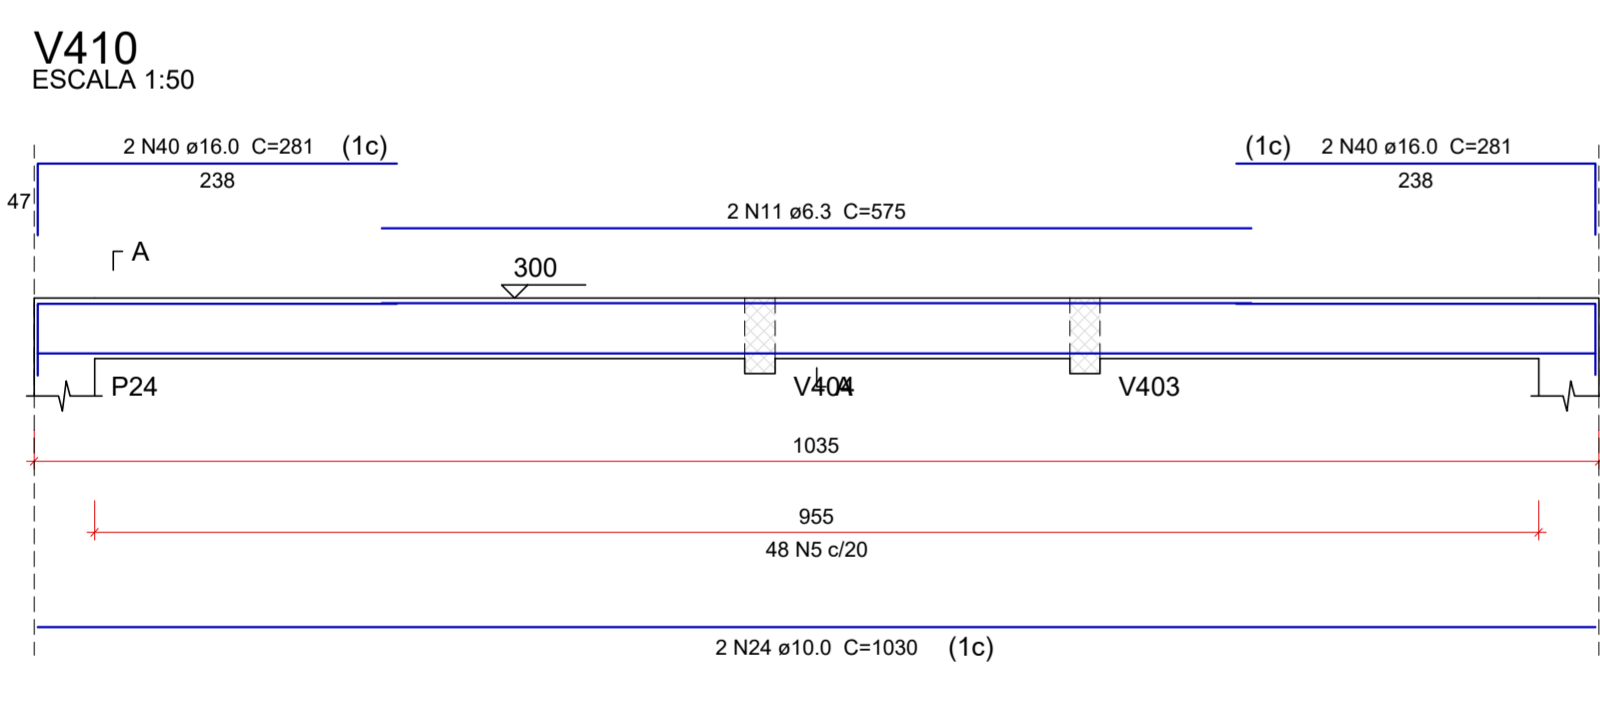 V410
ESCALA 1:50
2 N40 ø16.0 C=281 (1c)
(1c) 2 N40 ø16.0 C=281
238
238
47
2 N11 ø6.3 C=575
A
300
P24
V404
A
V403
1035
955
48 N5 c/20
2 N24 ø10.0 C=1030 (1c)